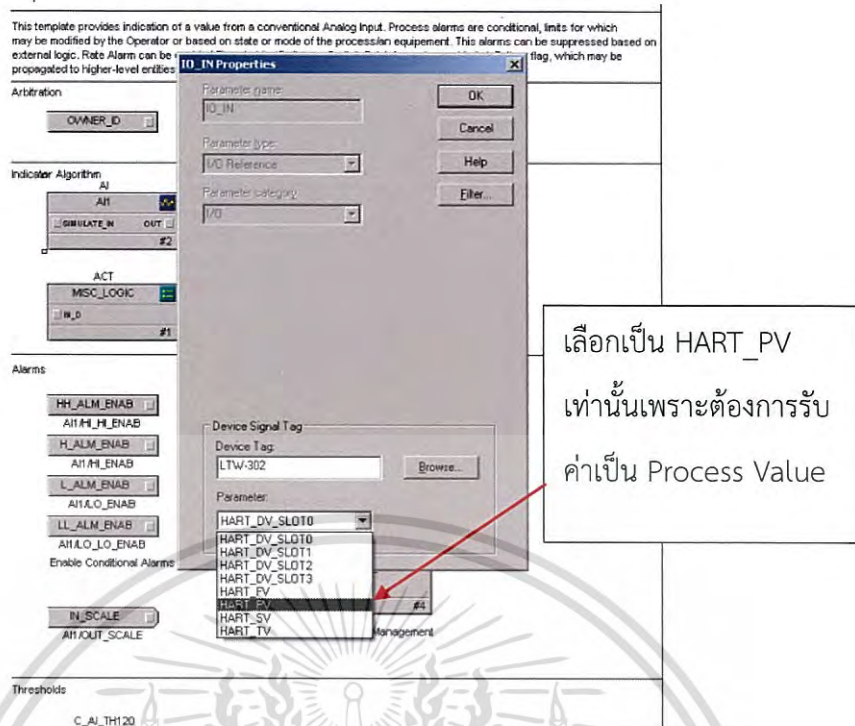 This template provides indication of a value from a conventional Analog Input. Process alarms are conditional, limits for which
may be modified by the Operator or based on state or mode of the process/an equipement. This alarms can be suppressed based on
external logic. Rate Alarm can be
flag, which may be
propagated to higher-level entities
IO_IN Properties
Parameter name:
IO_IN
Parameter type:
I/O Reference
Parameter category:
I/O
OK
Cancel
Help
Filter...
Arbitration
OWNER_ID
Indicator Algorithm
AI
AI1
SIMULATE_IN OUT
#2
ACT
MISC_LOGIC
IN_D
#1
Alarms
HH_ALM_ENAB
AI1/HI_HI_ENAB
H_ALM_ENAB
AI1/HI_ENAB
L_ALM_ENAB
AI1/LO_ENAB
LL_ALM_ENAB
AI1/LO_LO_ENAB
Enable Conditional Alarms
IN_SCALE
AI1/OUT_SCALE
Device Signal Tag
Device Tag:
LTW-302
Browse...
Parameter:
HART_DV_SLOT0
HART_DV_SLOT0
HART_DV_SLOT1
HART_DV_SLOT2
HART_DV_SLOT3
HART_FV
HART_PV
HART_SV
HART_TV
#4
Management
เลือกเป็น HART_PV
เท่านั้นเพราะต้องการรับ
ค่าเป็น Process Value
Thresholds
C_AI_TH120